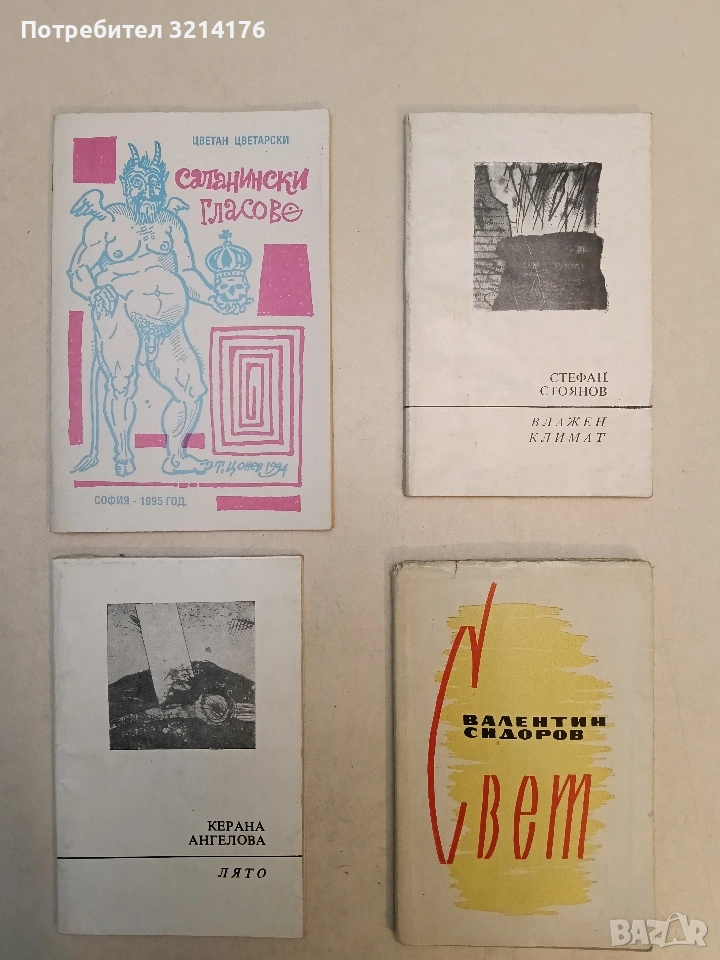 Потребител 3214176
ЦВЕТАН ЦВЕТАРСКИ
САТАНИНСКИ
ГЛАСОВЕ
Т. Цонев 1994
СОФИЯ - 1995 ГОД.
СТЕФАН
СТОЯНОВ
ВЛАЖЕН
КЛИМАТ
КЕРАНА
АНГЕЛОВА
ЛЯТО
ВАЛЕНТИН
СИДОРОВ
Свет
BAZAR